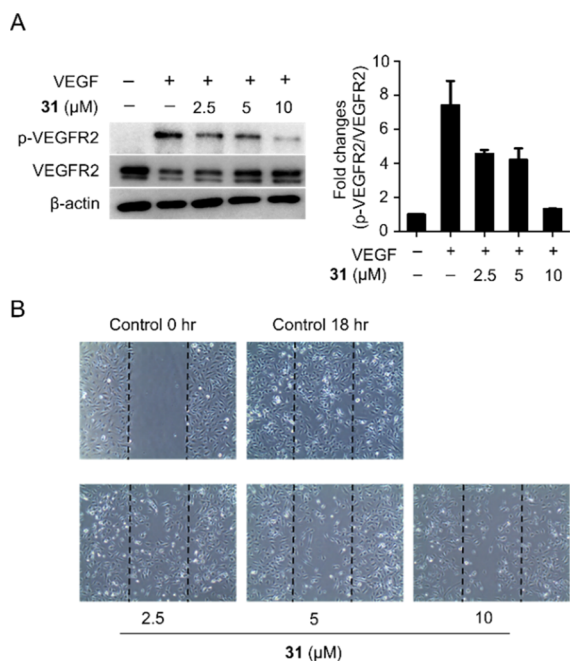 A
VEGF – + + + +
31 (μM) – – 2.5 5 10
p-VEGFR2
VEGFR2
β-actin
Fold changes
(p-VEGFR2/VEGFR2)
10
8
6
4
2
0
VEGF – + + + +
31 (μM) – – 2.5 5 10
B
Control 0 hr
Control 18 hr
2.5
5
10
31 (μM)